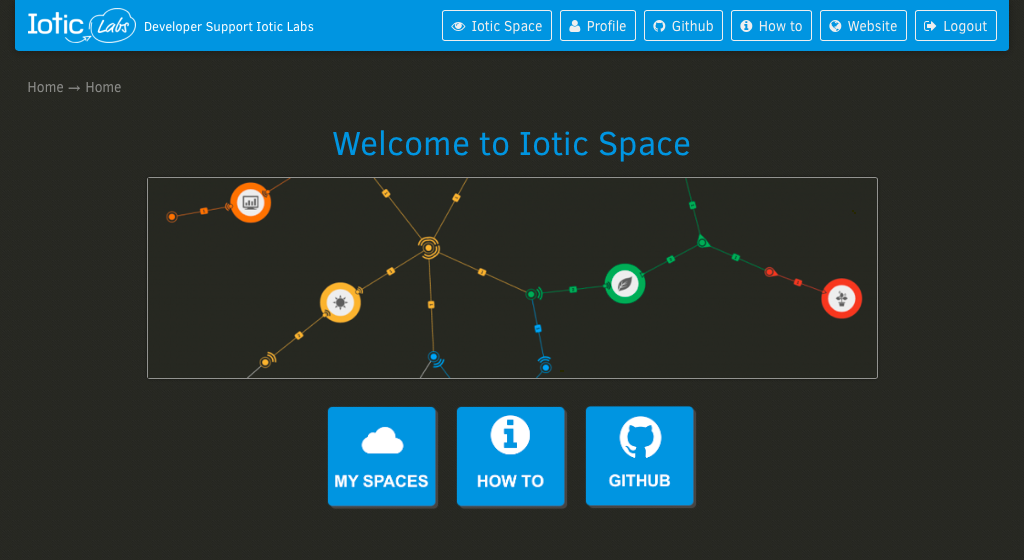 Iotic Labs Developer Support Iotic Labs Iotic Space Profile Github How to Website Logout
Home → Home
Welcome to Iotic Space
MY SPACES HOW TO GITHUB